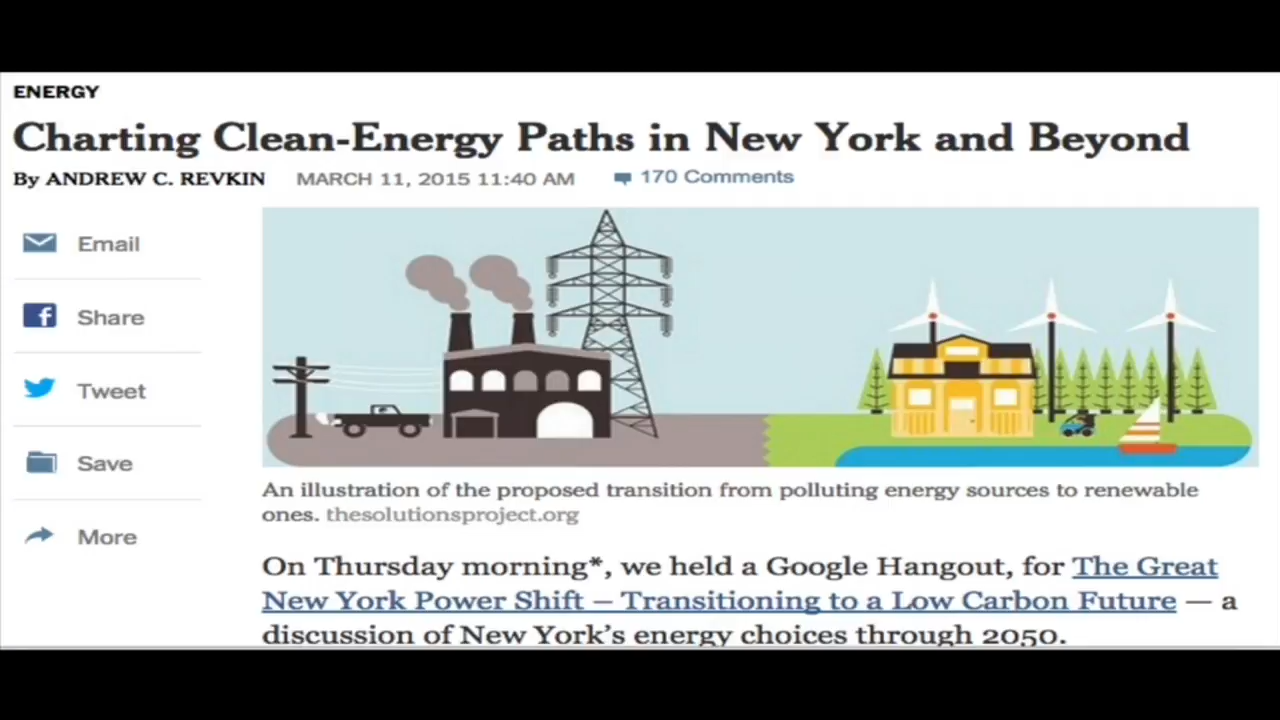 ENERGY
Charting Clean-Energy Paths in New York and Beyond
By ANDREW C. REVKIN MARCH 11, 2015 11:40 AM 170 Comments
Email
Share
Tweet
Save
More
An illustration of the proposed transition from polluting energy sources to renewable
ones. thesolutionsproject.org
On Thursday morning*, we held a Google Hangout, for The Great
New York Power Shift – Transitioning to a Low Carbon Future — a
discussion of New York's energy choices through 2050.